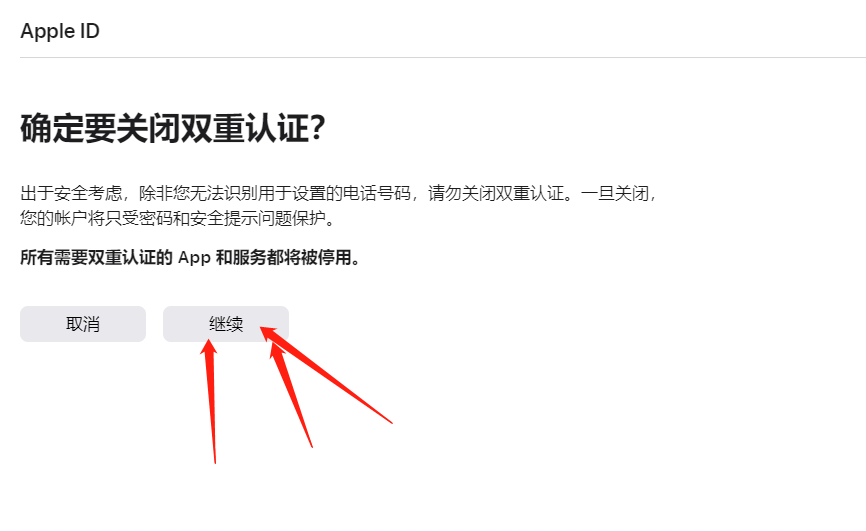 Apple ID
确定要关闭双重认证？
出于安全考虑，除非您无法识别用于设置的电话号码，请勿关闭双重认证。一旦关闭，
您的帐户将只受密码和安全提示问题保护。
所有需要双重认证的 App 和服务都将被停用。
取消 继续